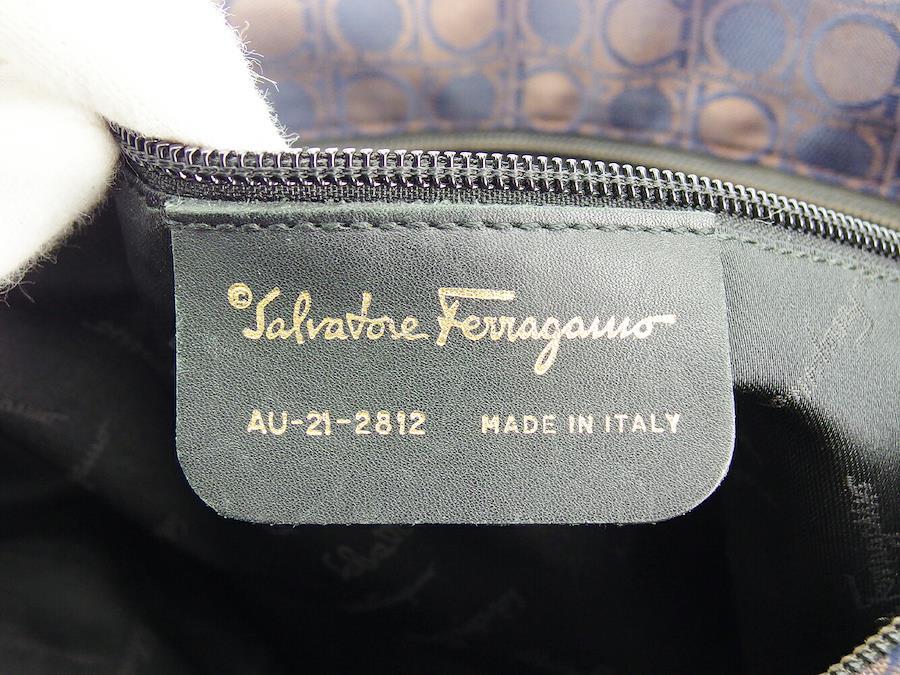 © Salvatore Ferragamo
AU-21-2812 MADE IN ITALY